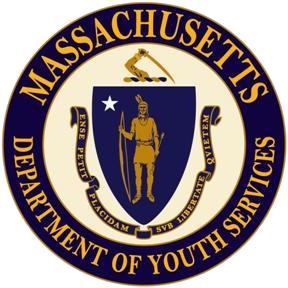 MASSACHUSETTS
ENSE PETIT PLACIDAM SVB LIBERTATE QVIETEM
DEPARTMENT OF YOUTH SERVICES